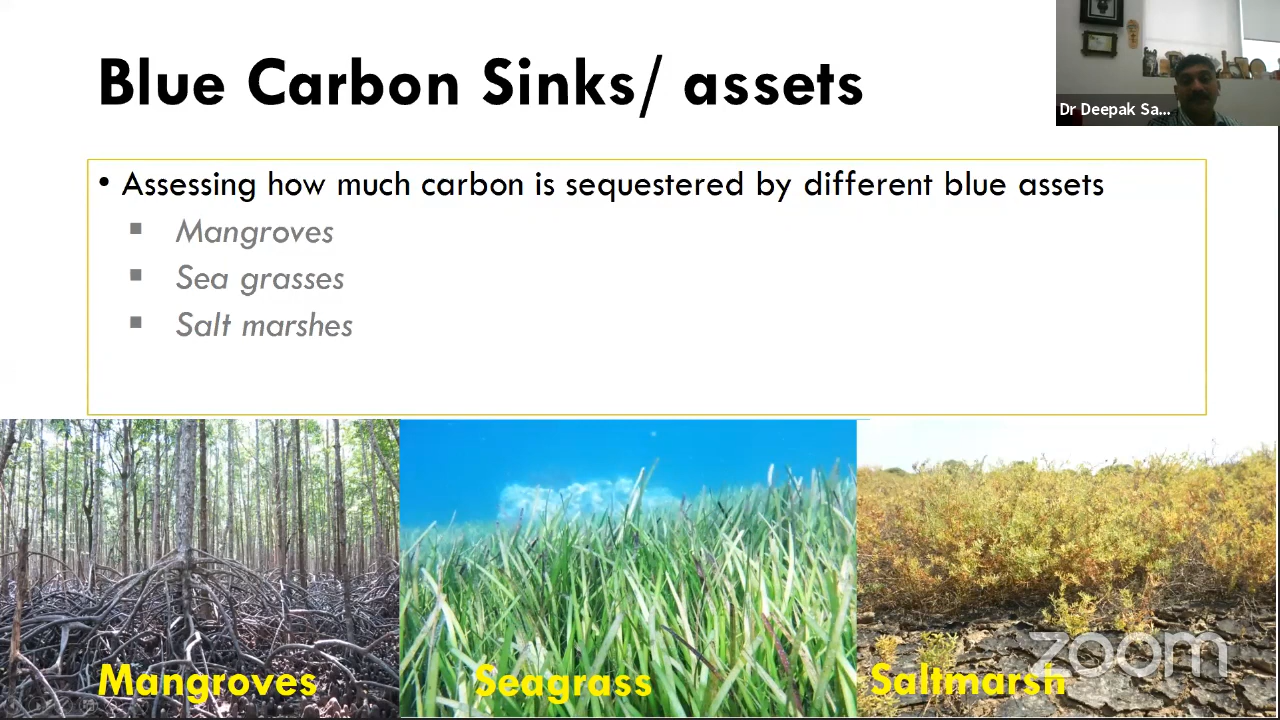 Blue Carbon Sinks/ assets
Dr Deepak Sa...
• Assessing how much carbon is sequestered by different blue assets
▪ Mangroves
▪ Sea grasses
▪ Salt marshes
Mangroves
Seagrass
Saltmarsh
zoom